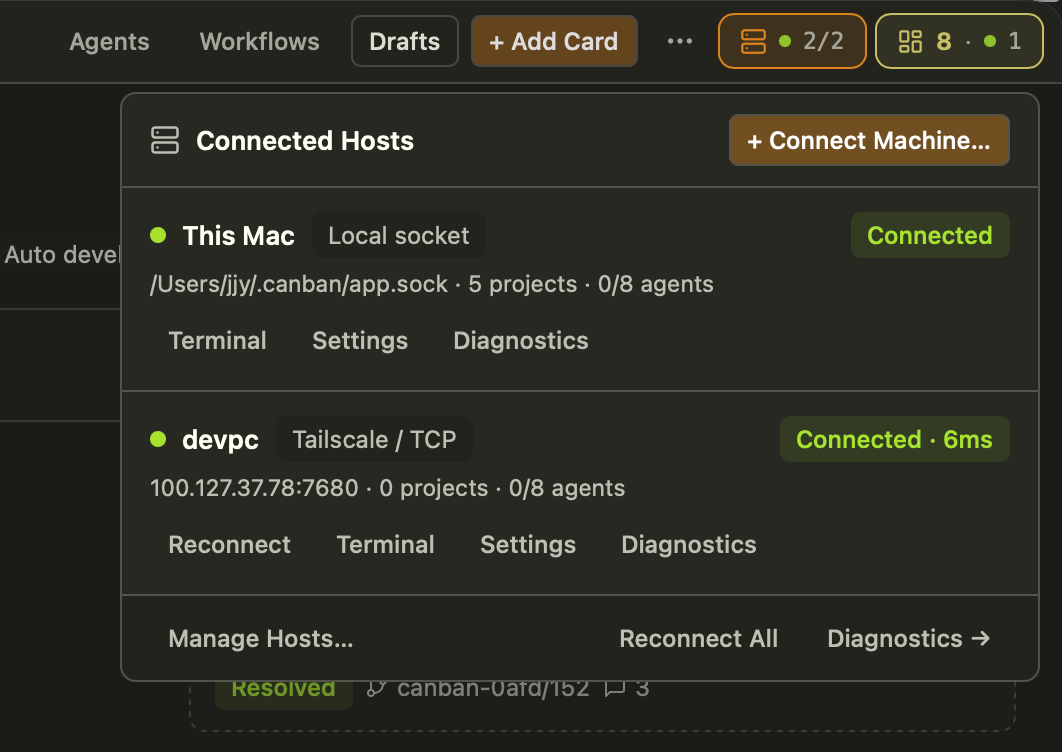 Agents Workflows Drafts + Add Card ··· 2/2 8 · 1
Connected Hosts + Connect Machine...
This Mac Local socket Connected
Auto devel
/Users/jjy/.canban/app.sock · 5 projects · 0/8 agents
Terminal Settings Diagnostics
devpc Tailscale / TCP Connected · 6ms
100.127.37.78:7680 · 0 projects · 0/8 agents
Reconnect Terminal Settings Diagnostics
Manage Hosts... Reconnect All Diagnostics →
Resolved canban-0afd/152 3